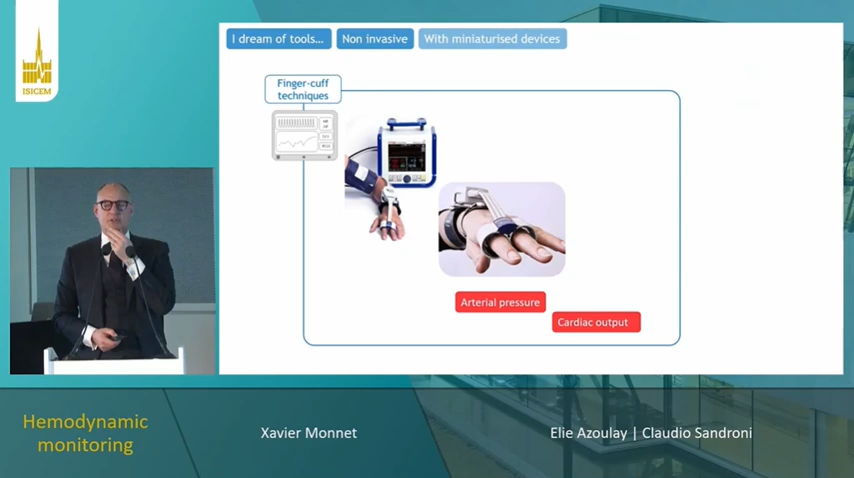 ISICEM
I dream of tools...
Non invasive
With miniaturised devices
Finger-cuff
techniques
Arterial pressure
Cardiac output
Hemodynamic
monitoring
Xavier Monnet
Elie Azoulay | Claudio Sandroni